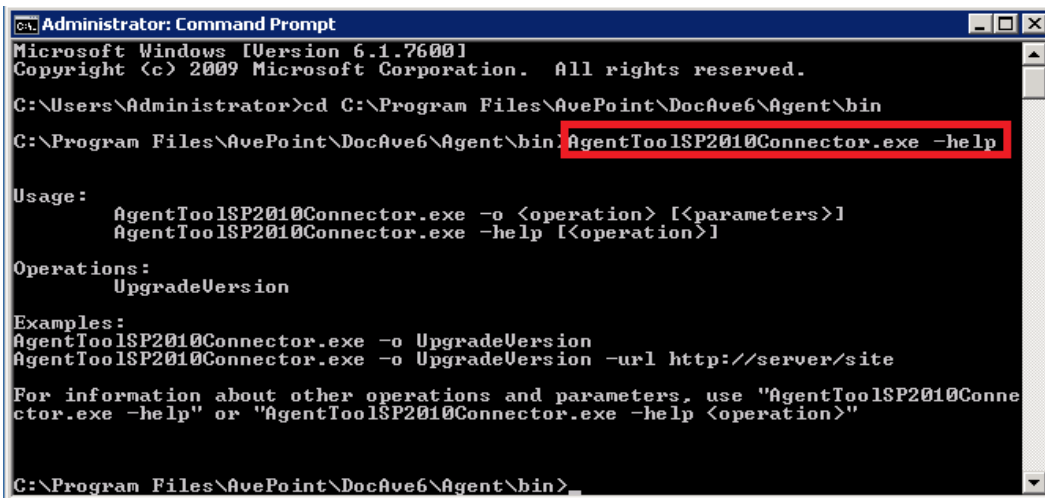 Administrator: Command Prompt
Microsoft Windows [Version 6.1.7600]
Copyright (c) 2009 Microsoft Corporation.  All rights reserved.
C:\Users\Administrator>cd C:\Program Files\AvePoint\DocAve6\Agent\bin
C:\Program Files\AvePoint\DocAve6\Agent\bin>AgentToolSP2010Connector.exe -help
Usage:
AgentToolSP2010Connector.exe -o <operation> [<parameters>]
AgentToolSP2010Connector.exe -help [<operation>]
Operations:
UpgradeVersion
Examples:
AgentToolSP2010Connector.exe -o UpgradeVersion
AgentToolSP2010Connector.exe -o UpgradeVersion -url http://server/site
For information about other operations and parameters, use "AgentToolSP2010Conne
ctor.exe -help" or "AgentToolSP2010Connector.exe -help <operation>"
C:\Program Files\AvePoint\DocAve6\Agent\bin>_